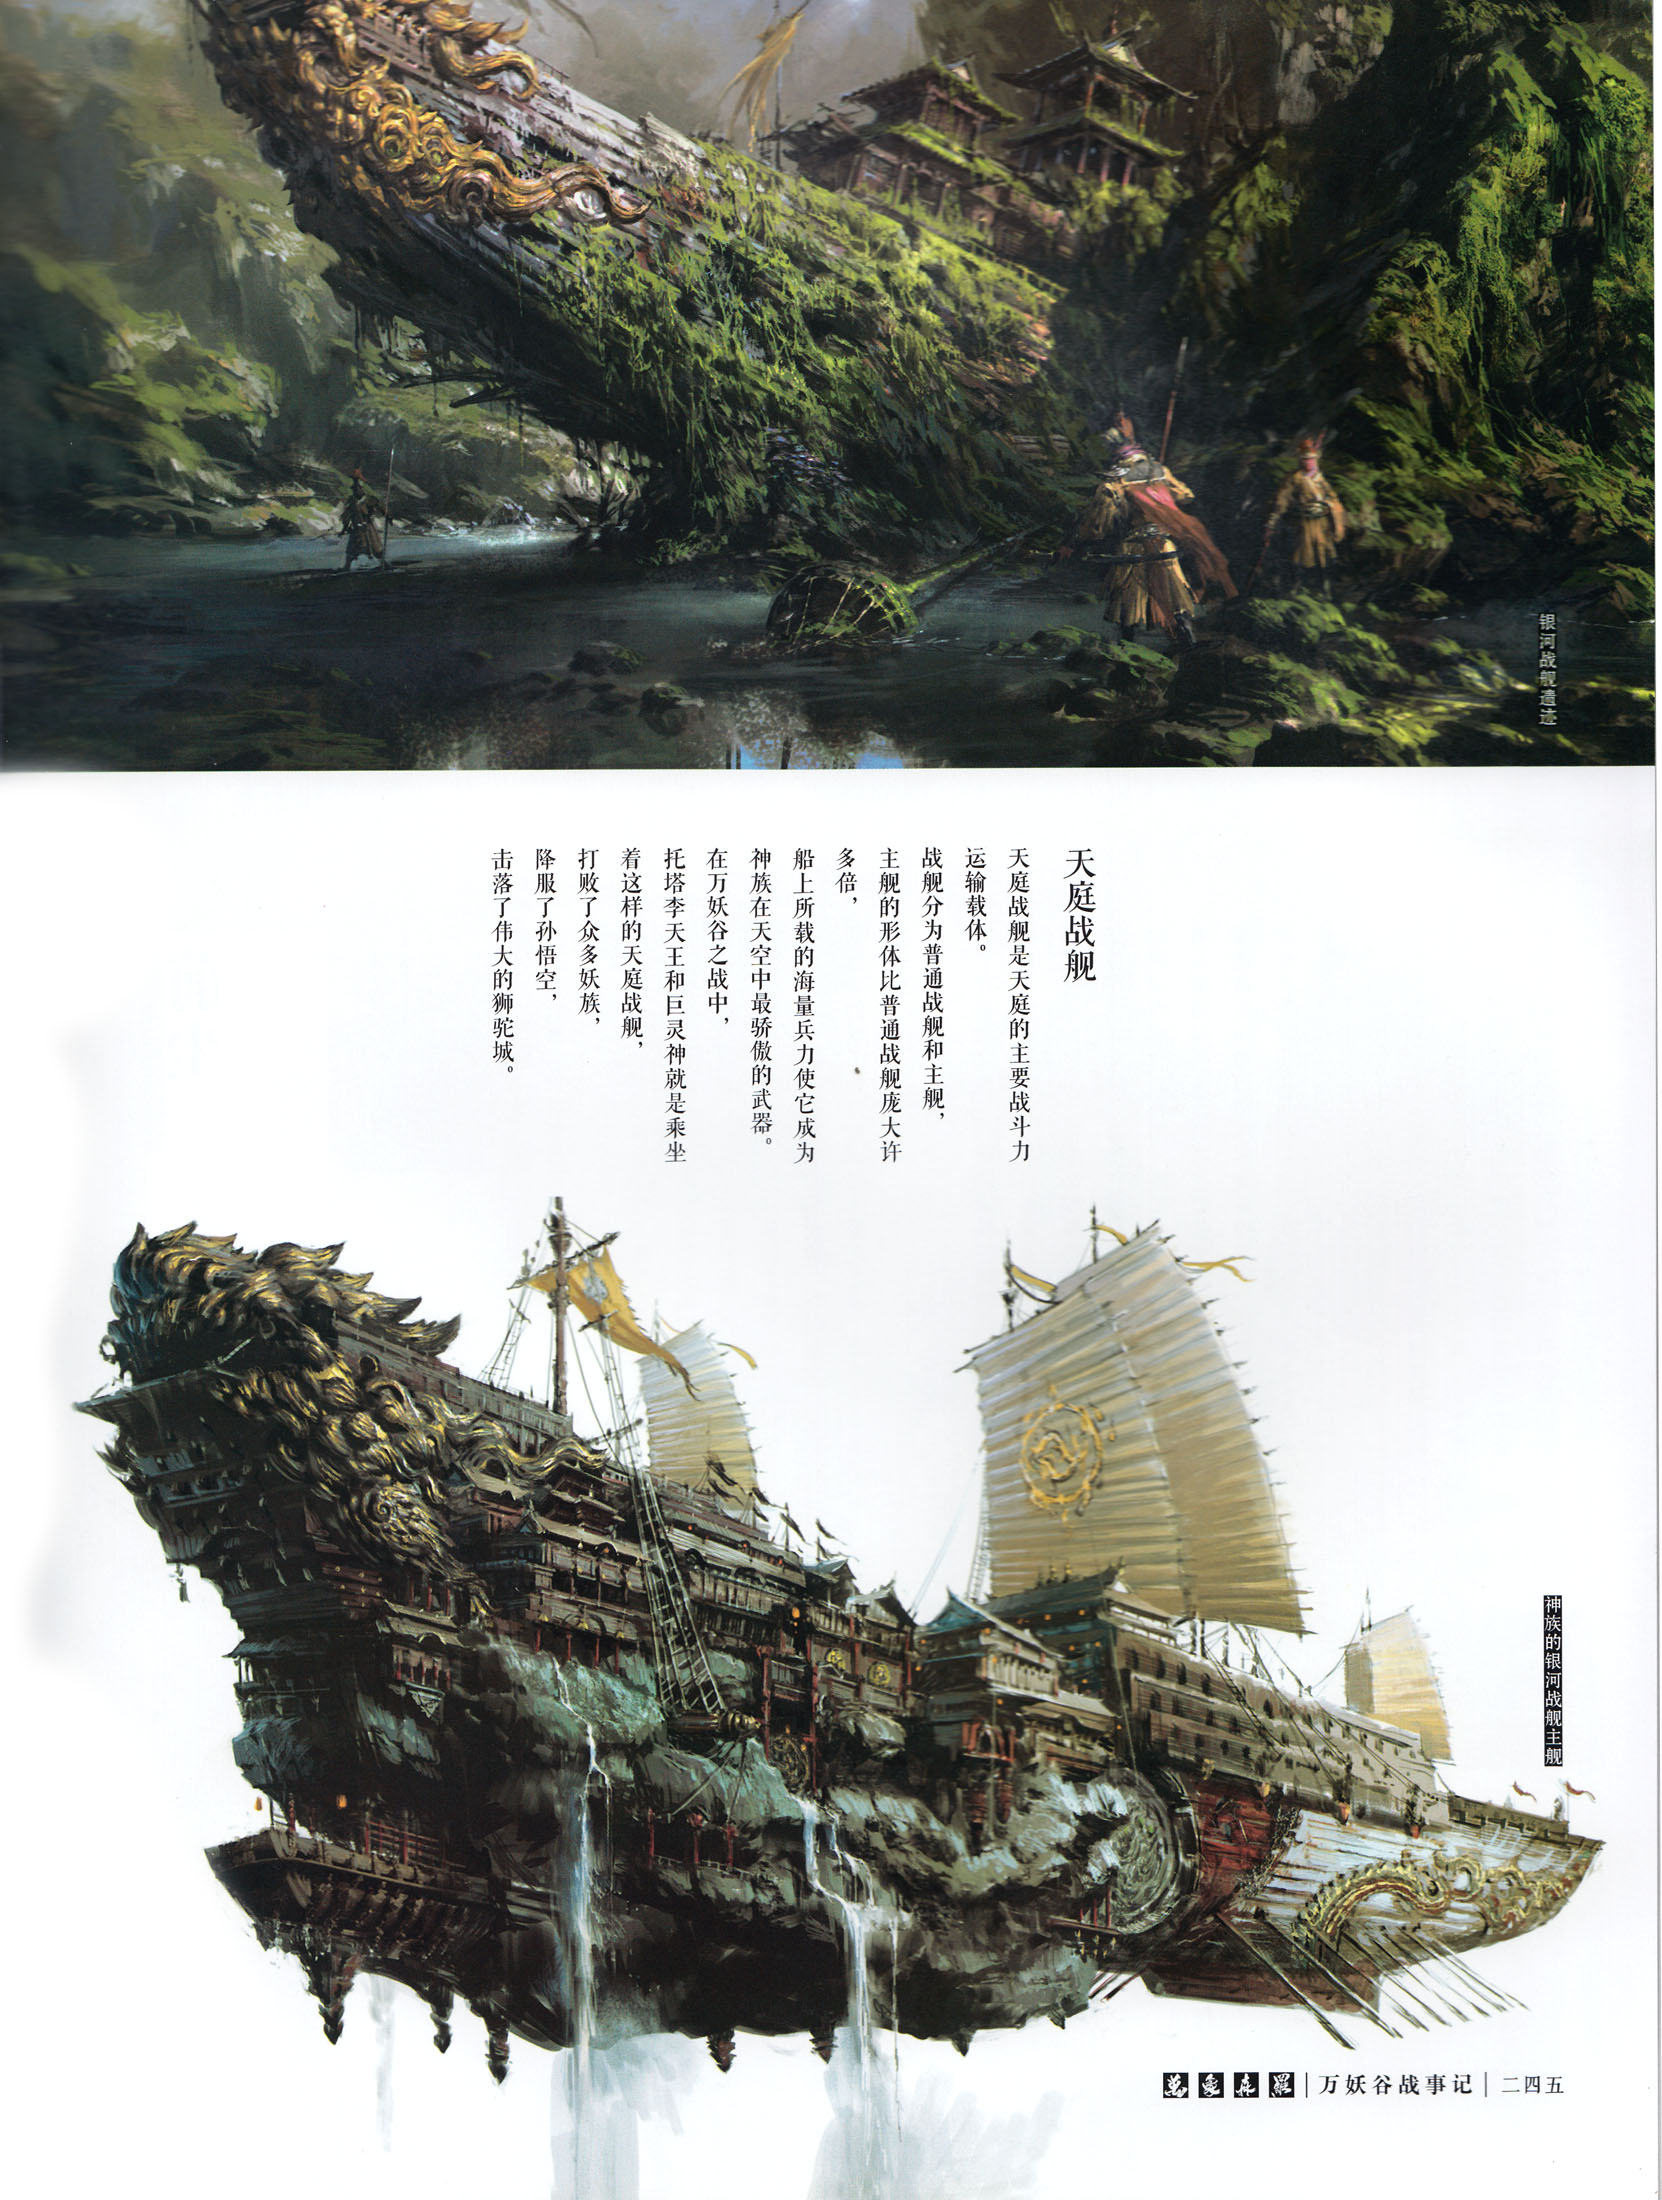 银河战舰遗迹
天庭战舰
天庭战舰是天庭的主要战斗力
运输载体。
战舰分为普通战舰和主舰，
主舰的形体比普通战舰庞大许
多倍，
船上所载的海量兵力使它成为
神族在天空中最骄傲的武器。
在万妖谷之战中，
托塔李天王和巨灵神就是乘坐
着这样的天庭战舰，
打败了众多妖族，
降服了孙悟空，
击落了伟大的狮驼城。
神族的银河战舰主舰
萬象森羅|万妖谷战事记|二四五